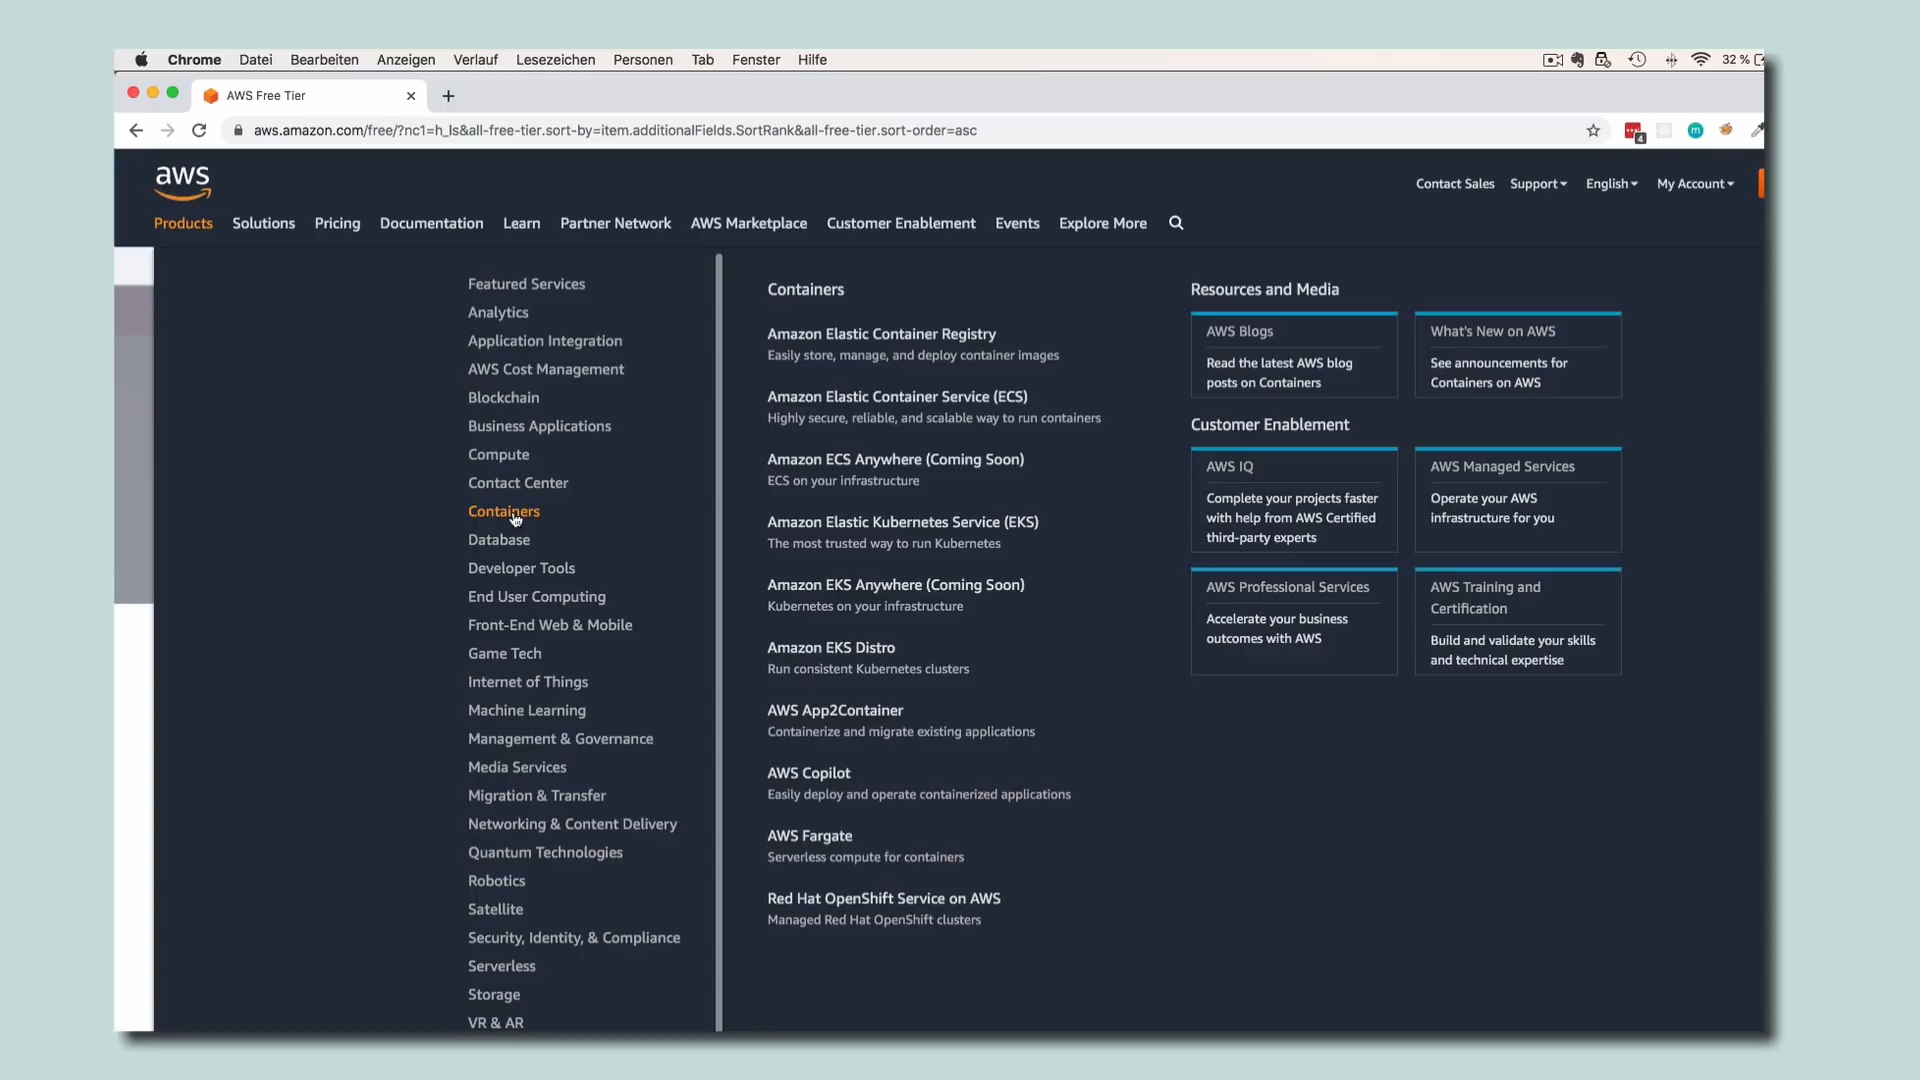 Chrome Datei Bearbeiten Anzeigen Verlauf Lesezeichen Personen Tab Fenster Hilfe 32 %
AWS Free Tier
aws.amazon.com/free/?nc1=h_ls&all-free-tier.sort-by=item.additionalFields.SortRank&all-free-tier.sort-order=asc
4
m
aws
Contact Sales Support English My Account
Products Solutions Pricing Documentation Learn Partner Network AWS Marketplace Customer Enablement Events Explore More
Featured Services
Analytics
Application Integration
AWS Cost Management
Blockchain
Business Applications
Compute
Contact Center
Containers
Database
Developer Tools
End User Computing
Front-End Web & Mobile
Game Tech
Internet of Things
Machine Learning
Management & Governance
Media Services
Migration & Transfer
Networking & Content Delivery
Quantum Technologies
Robotics
Satellite
Security, Identity, & Compliance
Serverless
Storage
VR & AR
Containers
Amazon Elastic Container Registry
Easily store, manage, and deploy container images
Amazon Elastic Container Service (ECS)
Highly secure, reliable, and scalable way to run containers
Amazon ECS Anywhere (Coming Soon)
ECS on your infrastructure
Amazon Elastic Kubernetes Service (EKS)
The most trusted way to run Kubernetes
Amazon EKS Anywhere (Coming Soon)
Kubernetes on your infrastructure
Amazon EKS Distro
Run consistent Kubernetes clusters
AWS App2Container
Containerize and migrate existing applications
AWS Copilot
Easily deploy and operate containerized applications
AWS Fargate
Serverless compute for containers
Red Hat OpenShift Service on AWS
Managed Red Hat OpenShift clusters
Resources and Media
AWS Blogs
Read the latest AWS blog
posts on Containers
What's New on AWS
See announcements for
Containers on AWS
Customer Enablement
AWS IQ
Complete your projects faster
with help from AWS Certified
third-party experts
AWS Managed Services
Operate your AWS
infrastructure for you
AWS Professional Services
Accelerate your business
outcomes with AWS
AWS Training and
Certification
Build and validate your skills
and technical expertise